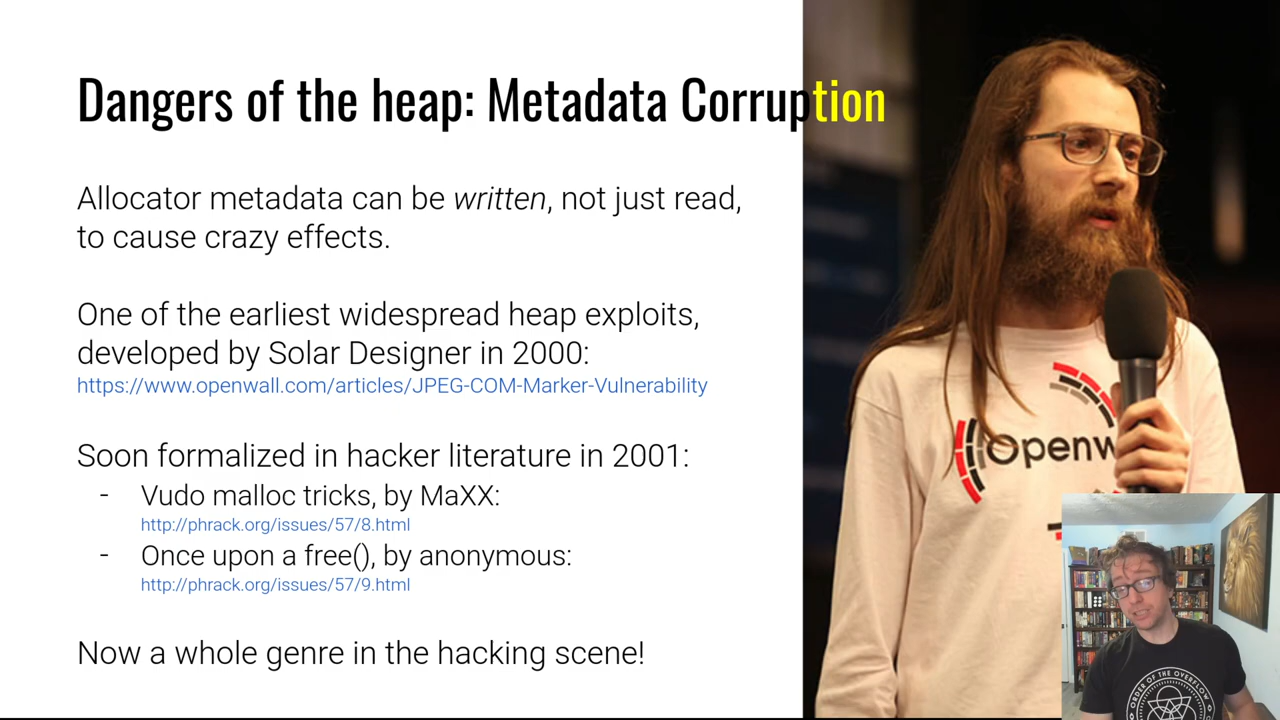 Dangers of the heap: Metadata Corruption
Allocator metadata can be written, not just read,
to cause crazy effects.
One of the earliest widespread heap exploits,
developed by Solar Designer in 2000:
https://www.openwall.com/articles/JPEG-COM-Marker-Vulnerability
Soon formalized in hacker literature in 2001:
- Vudo malloc tricks, by MaXX:
http://phrack.org/issues/57/8.html
- Once upon a free(), by anonymous:
http://phrack.org/issues/57/9.html
Now a whole genre in the hacking scene!
Openw
ORDER OF THE OVERFLOW